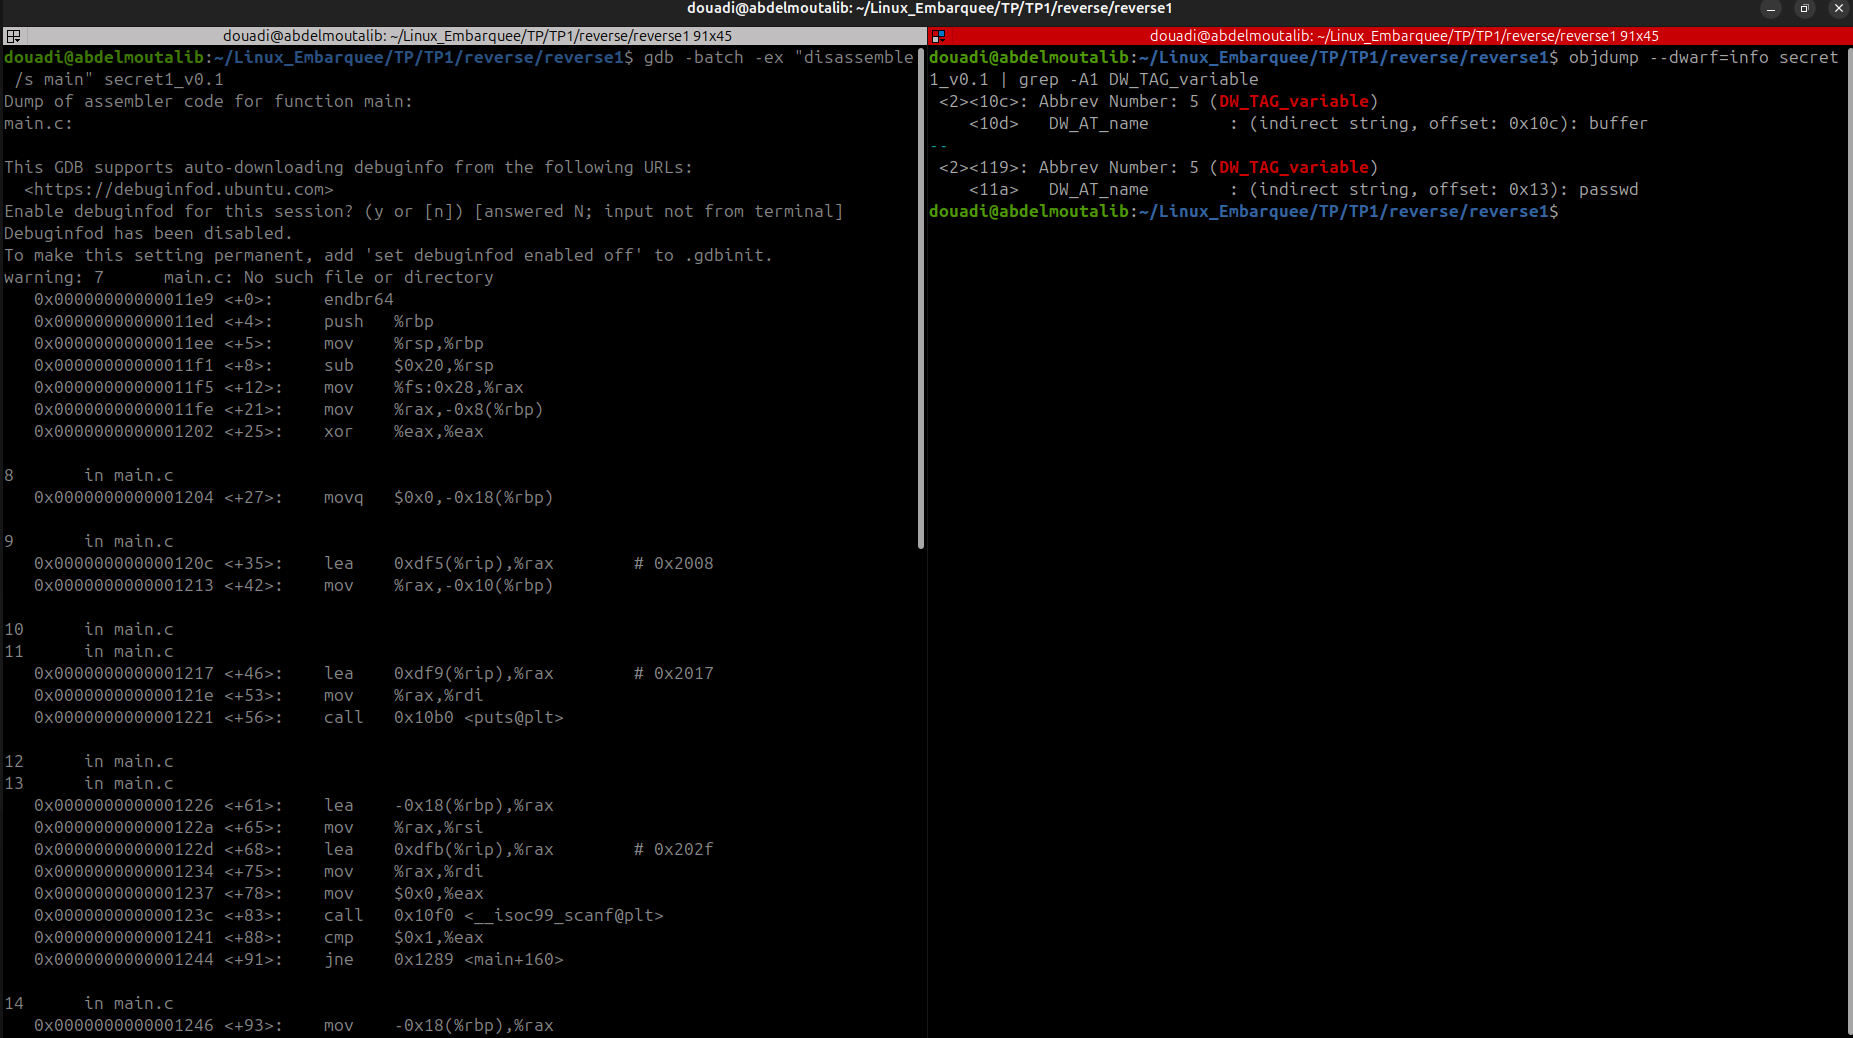 douadi@abdelmoutalib: ~/Linux_Embarquee/TP/TP1/reverse/reverse1
douadi@abdelmoutalib: ~/Linux_Embarquee/TP/TP1/reverse/reverse1 91x45
douadi@abdelmoutalib:~/Linux_Embarquee/TP/TP1/reverse/reverse1$ gdb -batch -ex "disassemble
 /s main" secret1_v0.1
Dump of assembler code for function main:
main.c:
This GDB supports auto-downloading debuginfo from the following URLs:
  <https://debuginfod.ubuntu.com>
Enable debuginfod for this session? (y or [n]) [answered N; input not from terminal]
Debuginfod has been disabled.
To make this setting permanent, add 'set debuginfod enabled off' to .gdbinit.
warning: 7      main.c: No such file or directory
   0x00000000000011e9 <+0>:     endbr64
   0x00000000000011ed <+4>:     push   %rbp
   0x00000000000011ee <+5>:     mov    %rsp,%rbp
   0x00000000000011f1 <+8>:     sub    $0x20,%rsp
   0x00000000000011f5 <+12>:    mov    %fs:0x28,%rax
   0x00000000000011fe <+21>:    mov    %rax,-0x8(%rbp)
   0x0000000000001202 <+25>:    xor    %eax,%eax
8       in main.c
   0x0000000000001204 <+27>:    movq   $0x0,-0x18(%rbp)
9       in main.c
   0x000000000000120c <+35>:    lea    0xdf5(%rip),%rax        # 0x2008
   0x0000000000001213 <+42>:    mov    %rax,-0x10(%rbp)
10      in main.c
11      in main.c
   0x0000000000001217 <+46>:    lea    0xdf9(%rip),%rax        # 0x2017
   0x000000000000121e <+53>:    mov    %rax,%rdi
   0x0000000000001221 <+56>:    call   0x10b0 <puts@plt>
12      in main.c
13      in main.c
   0x0000000000001226 <+61>:    lea    -0x18(%rbp),%rax
   0x000000000000122a <+65>:    mov    %rax,%rsi
   0x000000000000122d <+68>:    lea    0xdfb(%rip),%rax        # 0x202f
   0x0000000000001234 <+75>:    mov    %rax,%rdi
   0x0000000000001237 <+78>:    mov    $0x0,%eax
   0x000000000000123c <+83>:    call   0x10f0 <__isoc99_scanf@plt>
   0x0000000000001241 <+88>:    cmp    $0x1,%eax
   0x0000000000001244 <+91>:    jne    0x1289 <main+160>
14      in main.c
   0x0000000000001246 <+93>:    mov    -0x18(%rbp),%rax
douadi@abdelmoutalib: ~/Linux_Embarquee/TP/TP1/reverse/reverse1 91x45
douadi@abdelmoutalib:~/Linux_Embarquee/TP/TP1/reverse/reverse1$ objdump --dwarf=info secret
1_v0.1 | grep -A1 DW_TAG_variable
 <2><10c>: Abbrev Number: 5 (DW_TAG_variable)
    <10d>   DW_AT_name        : (indirect string, offset: 0x10c): buffer
--
 <2><119>: Abbrev Number: 5 (DW_TAG_variable)
    <11a>   DW_AT_name        : (indirect string, offset: 0x13): passwd
douadi@abdelmoutalib:~/Linux_Embarquee/TP/TP1/reverse/reverse1$